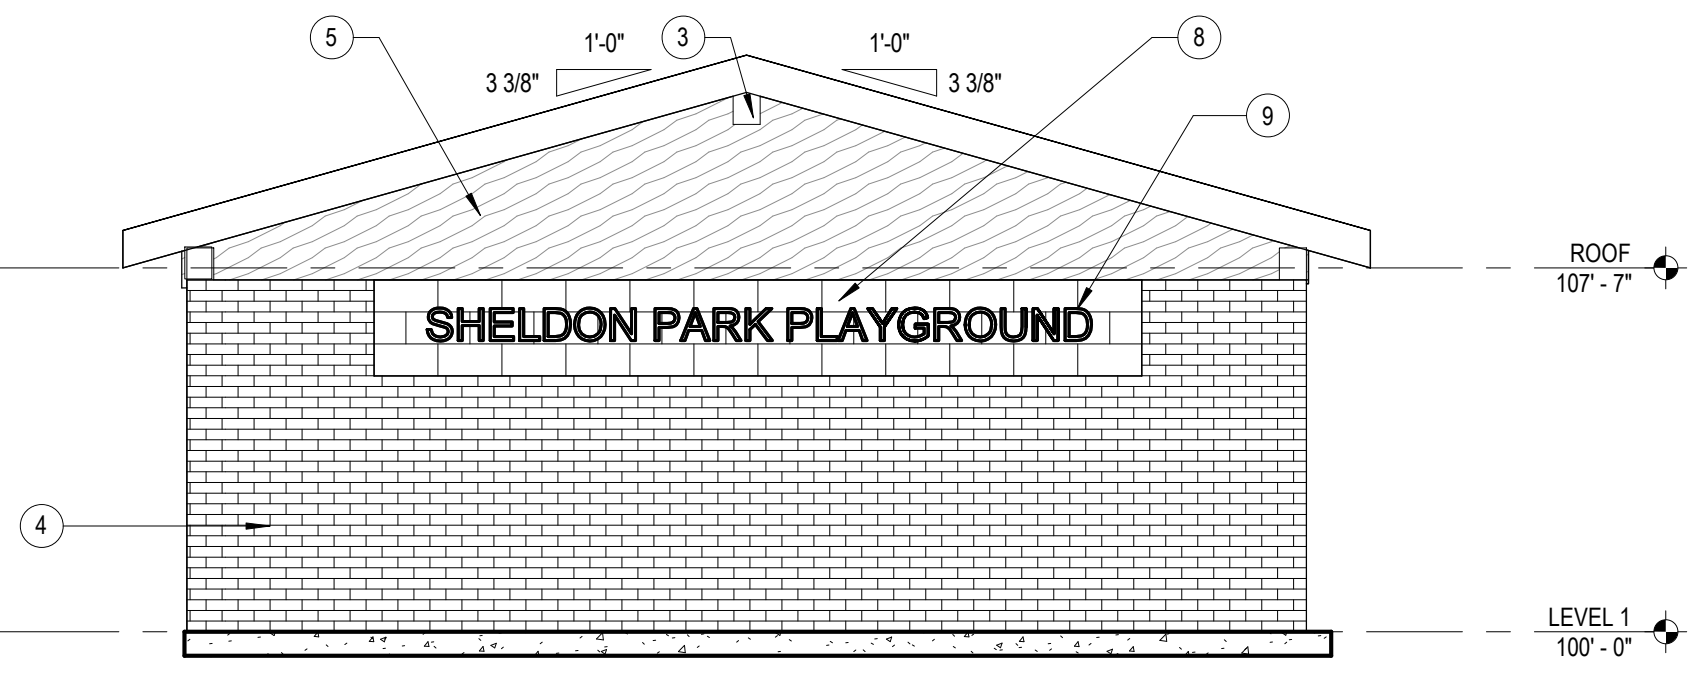 5
1'-0"
3
1'-0"
8
3 3/8"
3 3/8"
9
ROOF
107' - 7"
SHELDON PARK PLAYGROUND
4
LEVEL 1
100' - 0"